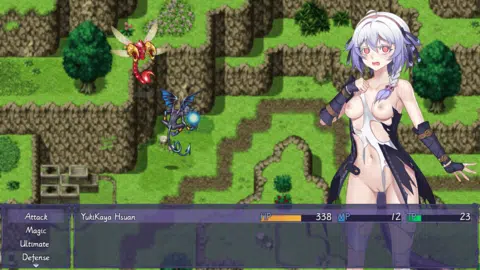 Attack
YukiKaya Hsuan
HP 338
MP 12
TP 23
Magic
Ultimate
Defense